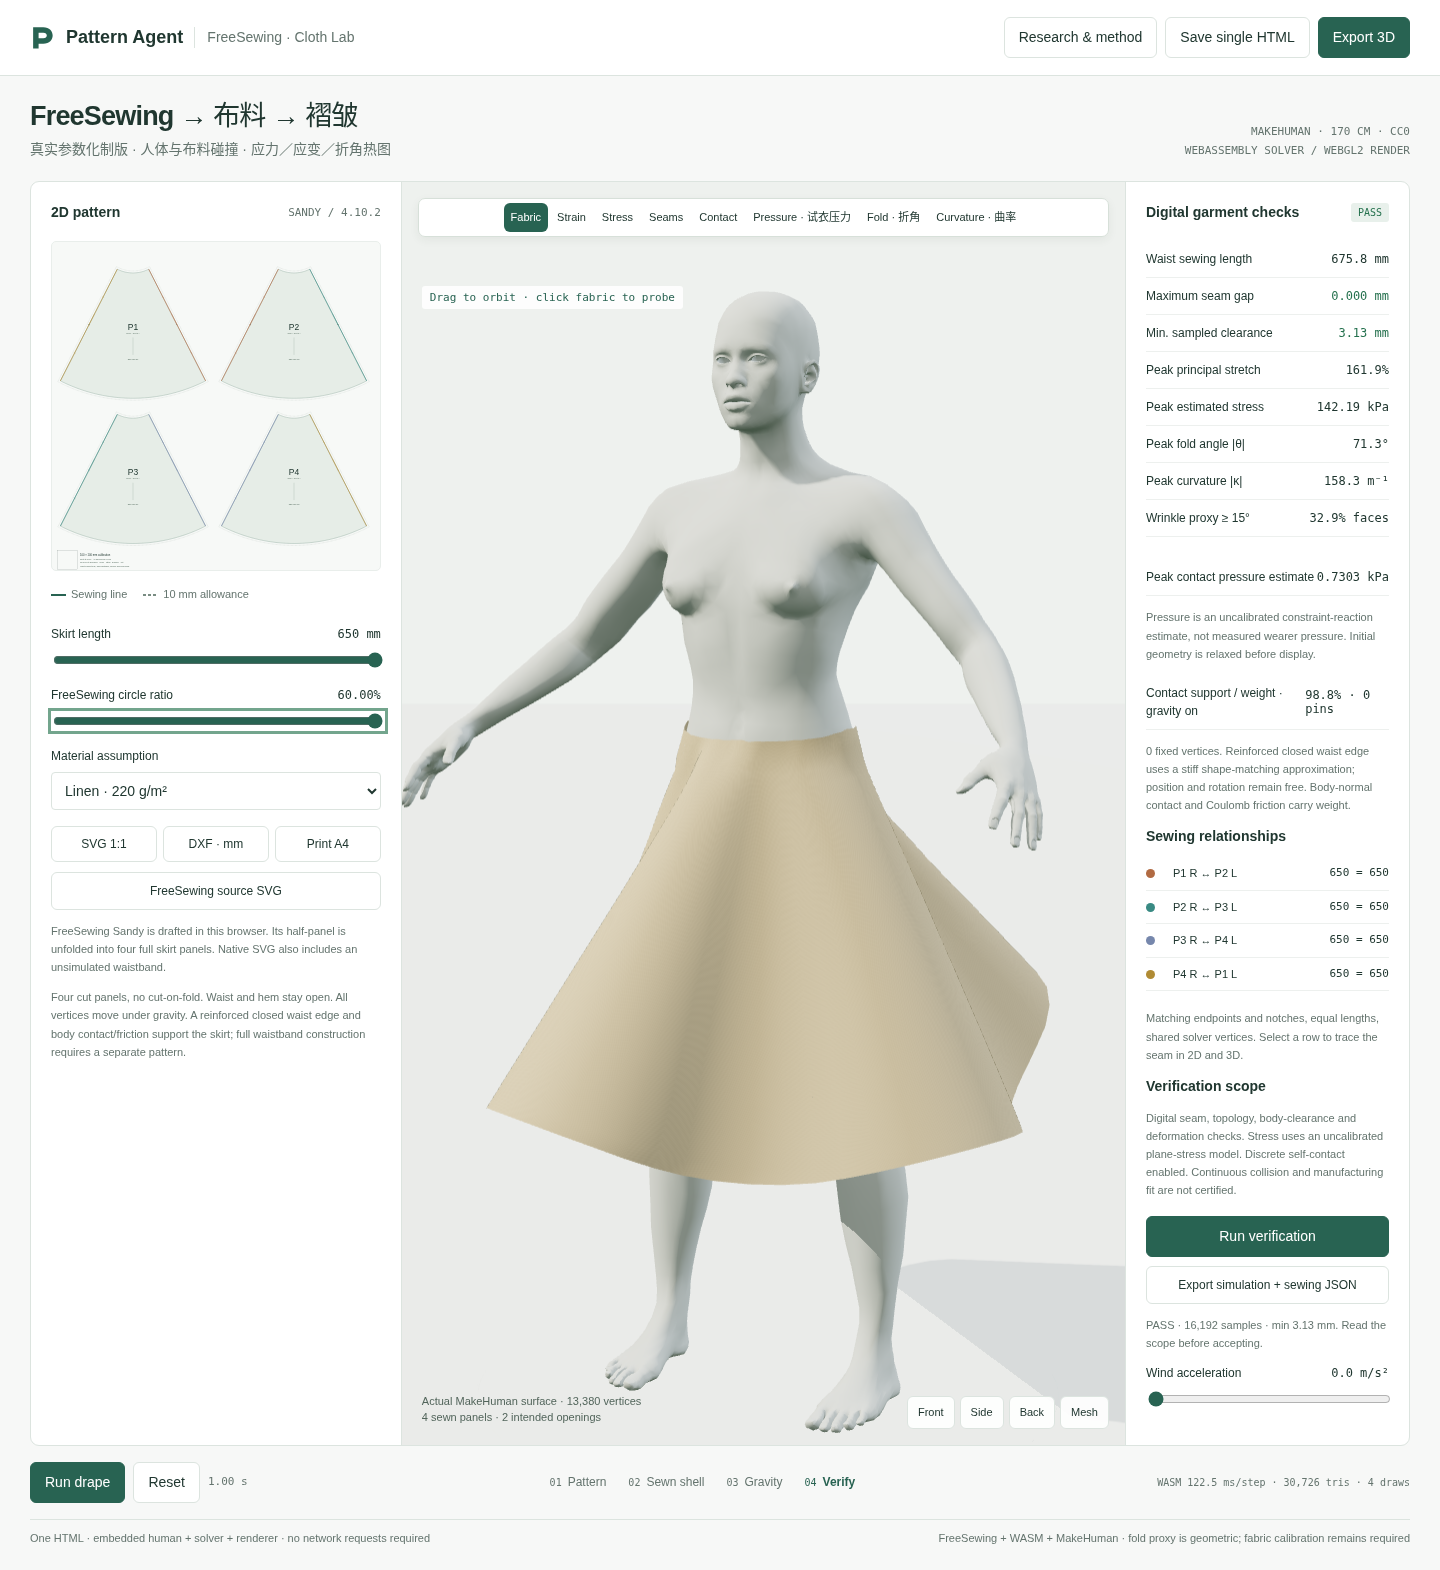 Pattern Agent
FreeSewing · Cloth Lab
Research & method
Save single HTML
Export 3D
FreeSewing → 布料 → 褶皱
真实参数化制版 · 人体与布料碰撞 · 应力／应变／折角热图
MAKEHUMAN · 170 CM · CC0
WEBASSEMBLY SOLVER / WEBGL2 RENDER
2D pattern
SANDY / 4.10.2
P1
P2
P3
P4
Sewing line
10 mm allowance
Skirt length
650 mm
FreeSewing circle ratio
60.00%
Material assumption
Linen · 220 g/m²
SVG 1:1
DXF · mm
Print A4
FreeSewing source SVG
FreeSewing Sandy is drafted in this browser. Its half-panel is
unfolded into four full skirt panels. Native SVG also includes an
unsimulated waistband.
Four cut panels, no cut-on-fold. Waist and hem stay open. All
vertices move under gravity. A reinforced closed waist edge and
body contact/friction support the skirt; full waistband construction
requires a separate pattern.
Fabric
Strain
Stress
Seams
Contact
Pressure · 试衣压力
Fold · 折角
Curvature · 曲率
Drag to orbit · click fabric to probe
Actual MakeHuman surface · 13,380 vertices
4 sewn panels · 2 intended openings
Front
Side
Back
Mesh
Digital garment checks
PASS
Waist sewing length
675.8 mm
Maximum seam gap
0.000 mm
Min. sampled clearance
3.13 mm
Peak principal stretch
161.9%
Peak estimated stress
142.19 kPa
Peak fold angle |θ|
71.3°
Peak curvature |κ|
158.3 m⁻¹
Wrinkle proxy ≥ 15°
32.9% faces
Peak contact pressure estimate
0.7303 kPa
Pressure is an uncalibrated constraint-reaction
estimate, not measured wearer pressure. Initial
geometry is relaxed before display.
Contact support / weight ·
gravity on
98.8% · 0
pins
0 fixed vertices. Reinforced closed waist edge
uses a stiff shape-matching approximation;
position and rotation remain free. Body-normal
contact and Coulomb friction carry weight.
Sewing relationships
P1 R ↔ P2 L
650 = 650
P2 R ↔ P3 L
650 = 650
P3 R ↔ P4 L
650 = 650
P4 R ↔ P1 L
650 = 650
Matching endpoints and notches, equal lengths,
shared solver vertices. Select a row to trace the
seam in 2D and 3D.
Verification scope
Digital seam, topology, body-clearance and
deformation checks. Stress uses an uncalibrated
plane-stress model. Discrete self-contact
enabled. Continuous collision and manufacturing
fit are not certified.
Run verification
Export simulation + sewing JSON
PASS · 16,192 samples · min 3.13 mm. Read the
scope before accepting.
Wind acceleration
0.0 m/s²
Run drape
Reset
1.00 s
01 Pattern
02 Sewn shell
03 Gravity
04 Verify
WASM 122.5 ms/step · 30,726 tris · 4 draws
One HTML · embedded human + solver + renderer · no network requests required
FreeSewing + WASM + MakeHuman · fold proxy is geometric; fabric calibration remains required